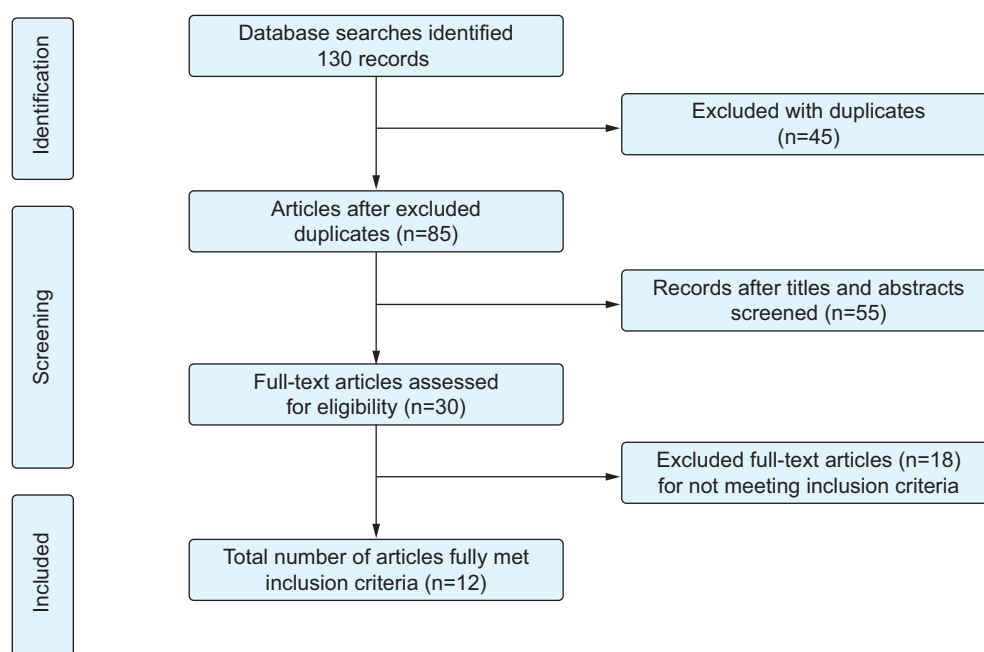 Identification
Database searches identified
130 records
Excluded with duplicates
(n=45)
Screening
Articles after excluded
duplicates (n=85)
Records after titles and abstracts
screened (n=55)
Full-text articles assessed
for eligibility (n=30)
Excluded full-text articles (n=18)
for not meeting inclusion criteria
Included
Total number of articles fully met
inclusion criteria (n=12)